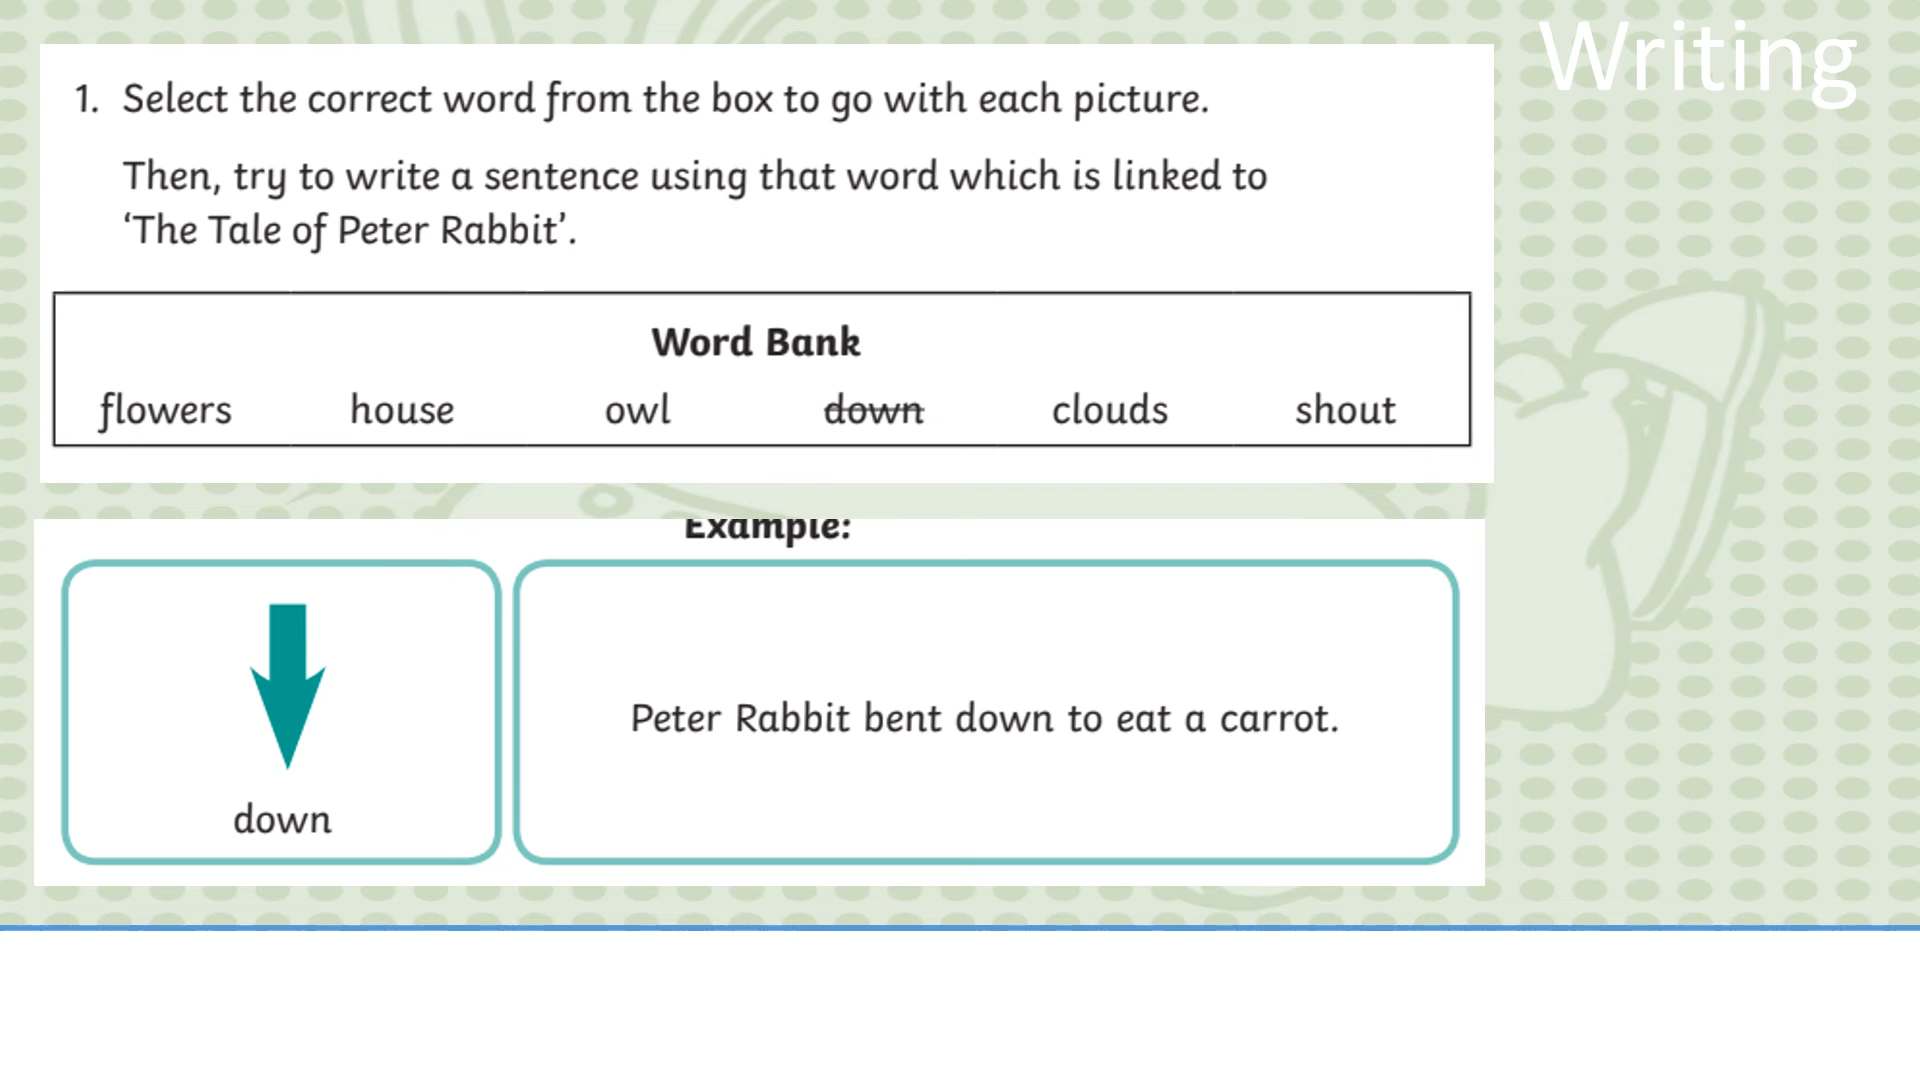 Writing
1. Select the correct word from the box to go with each picture.
Then, try to write a sentence using that word which is linked to
‘The Tale of Peter Rabbit’.
Word Bank
flowers house owl down clouds shout
Example:
Peter Rabbit bent down to eat a carrot.
down